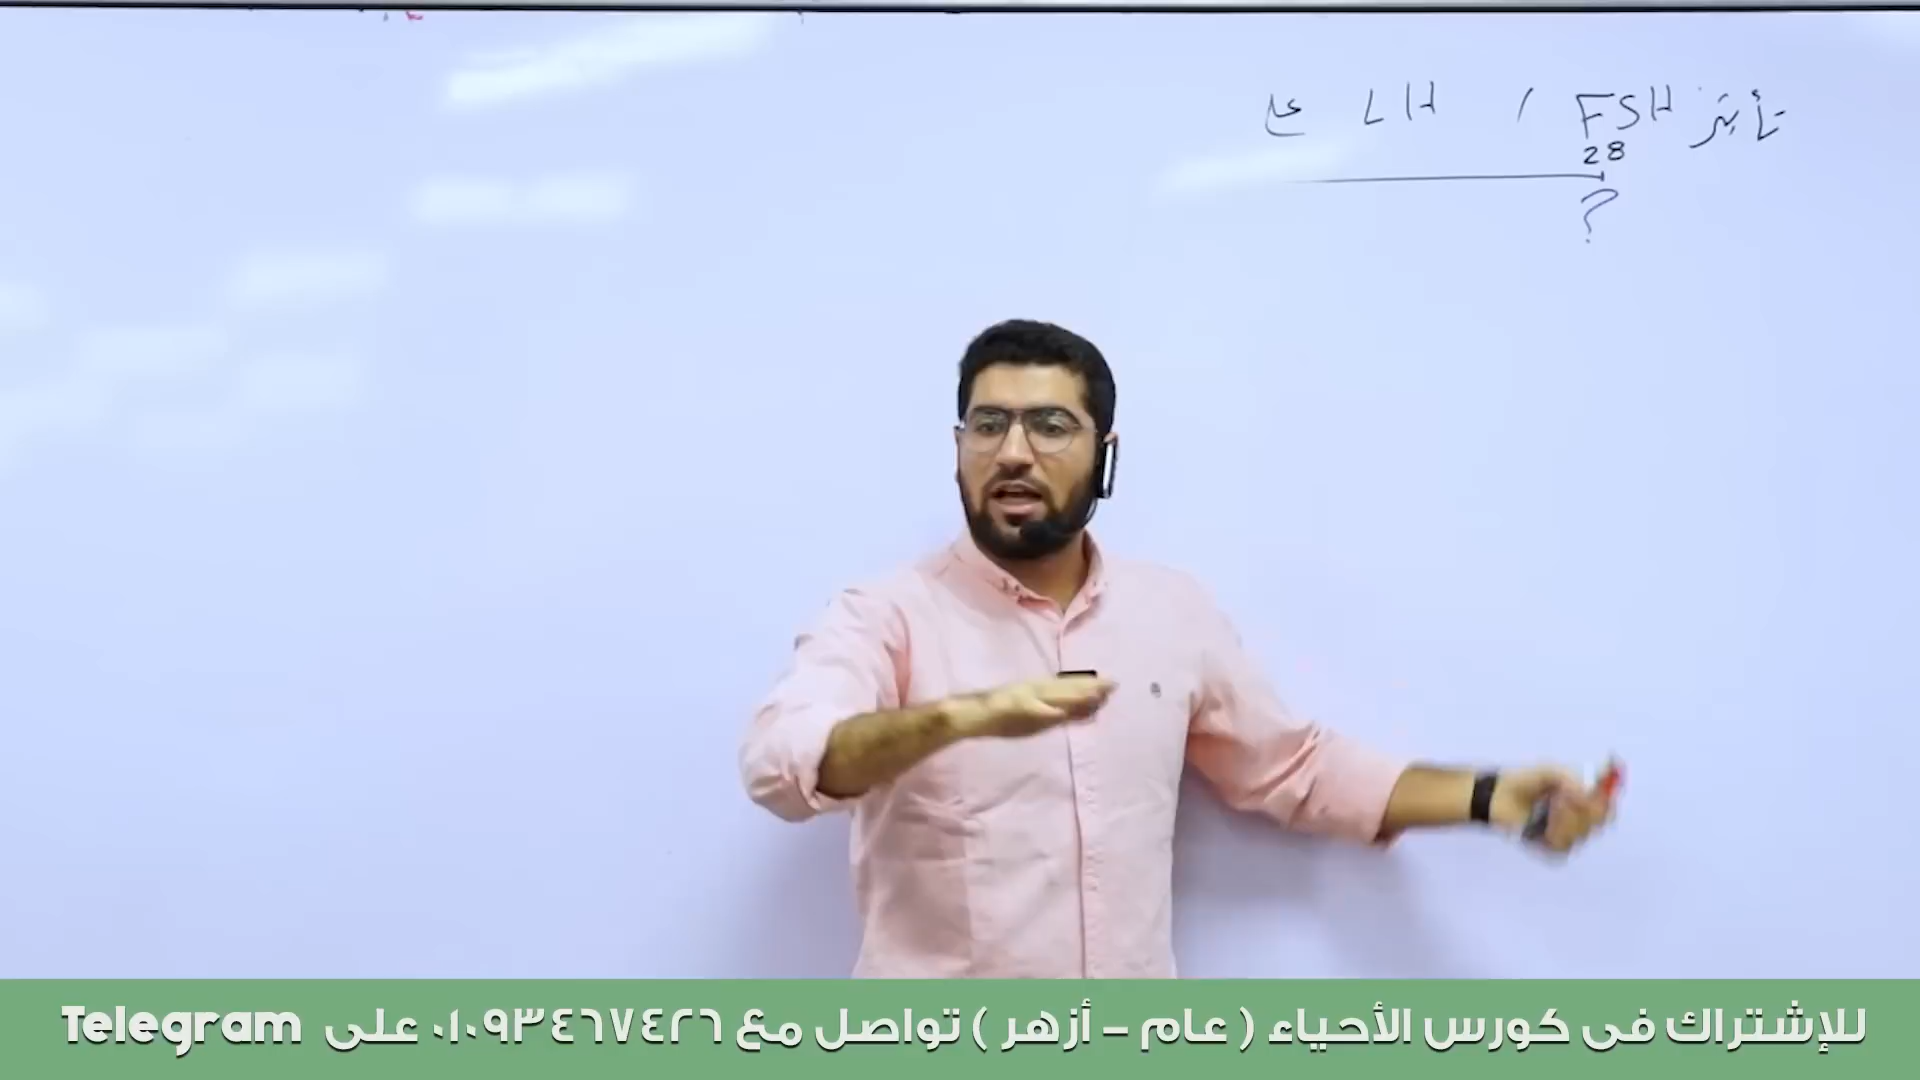 تأثير FSH / LH على
28
?
للإشتراك فى كورس الأحياء ( عام - أزهر ) تواصل مع ٠١٠٩٣٤٦٧٤٢٦ على Telegram